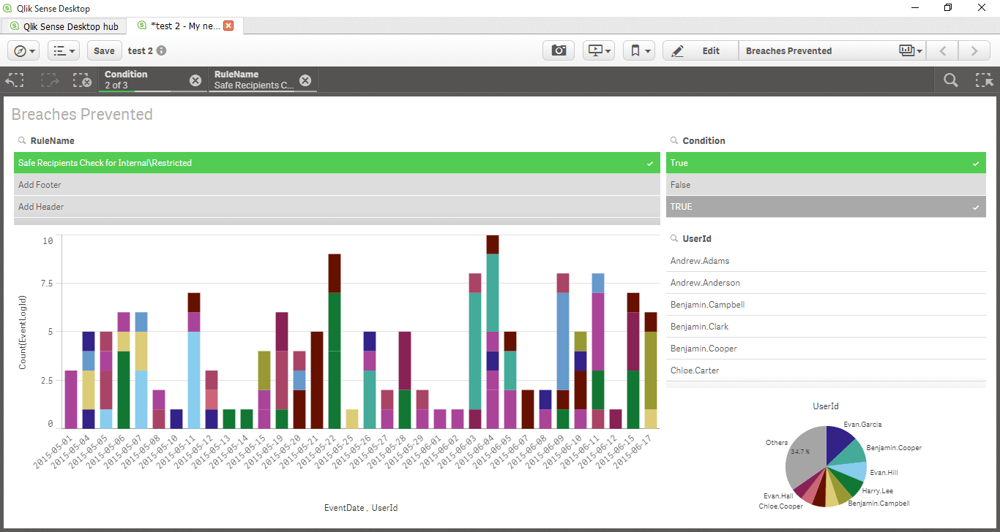 Qlik Sense Desktop
Qlik Sense Desktop hub
*test 2 - My ne...
Save
test 2
Edit
Breaches Prevented
Condition
2 of 3
RuleName
Safe Recipients C...
Breaches Prevented
RuleName
Safe Recipients Check for Internal\Restricted
Add Footer
Add Header
Condition
True
False
TRUE
UserId
Andrew.Adams
Andrew.Anderson
Benjamin.Campbell
Benjamin.Clark
Benjamin.Cooper
Chloe.Carter
Count(EventLogId)
10
7.5
5
2.5
0
2015-05-01
2015-05-04
2015-05-05
2015-05-06
2015-05-07
2015-05-08
2015-05-10
2015-05-11
2015-05-12
2015-05-13
2015-05-14
2015-05-15
2015-05-19
2015-05-20
2015-05-21
2015-05-22
2015-05-25
2015-05-26
2015-05-27
2015-05-28
2015-05-29
2015-06-01
2015-06-02
2015-06-03
2015-06-04
2015-06-05
2015-06-07
2015-06-08
2015-06-09
2015-06-10
2015-06-11
2015-06-12
2015-06-15
2015-06-17
EventDate , UserId
UserId
Evan.Garcia
Benjamin.Cooper
Evan.Hill
Harry.Lee
Benjamin.Campbell
Chloe.Cooper
Evan.Hall
Others
34.7 %